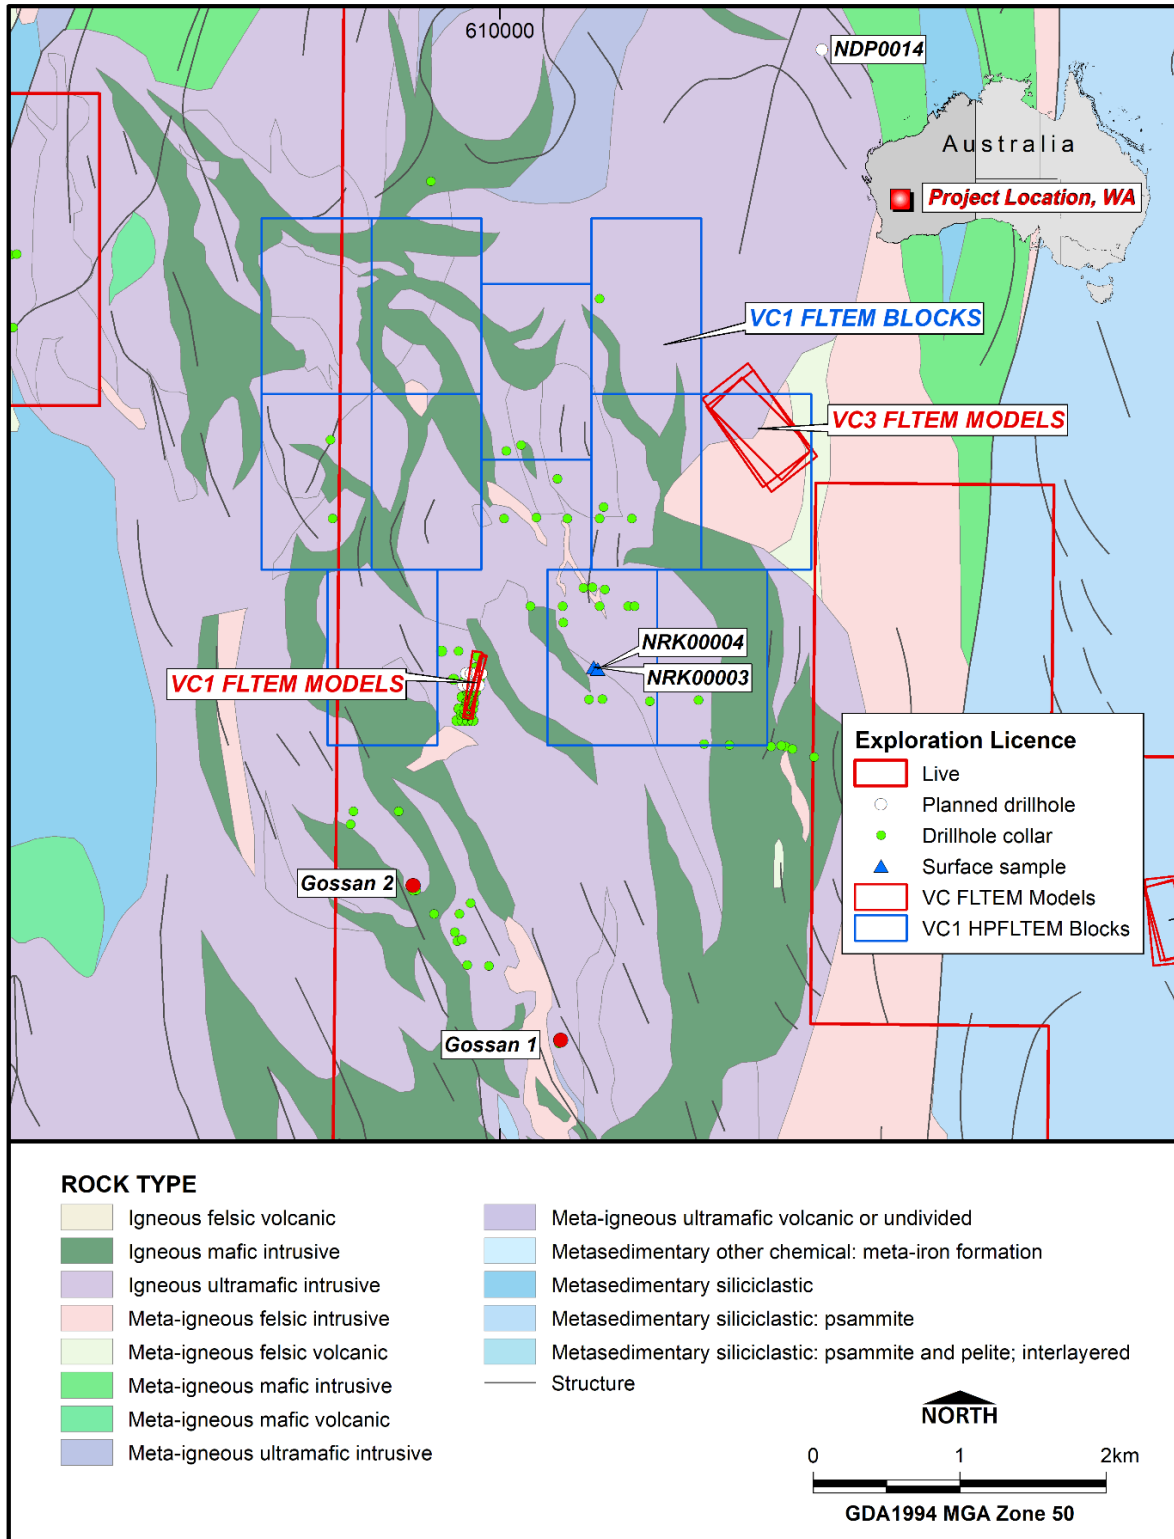 610000
NDP0014
Australia
Project Location, WA
VC1 FLTEM BLOCKS
VC3 FLTEM MODELS
NRK00004
NRK00003
VC1 FLTEM MODELS
Gossan 2
Gossan 1
Exploration Licence
Live
Planned drillhole
Drillhole collar
Surface sample
VC FLTEM Models
VC1 HPFLTEM Blocks
ROCK TYPE
Igneous felsic volcanic
Igneous mafic intrusive
Igneous ultramafic intrusive
Meta-igneous felsic intrusive
Meta-igneous felsic volcanic
Meta-igneous mafic intrusive
Meta-igneous mafic volcanic
Meta-igneous ultramafic intrusive
Meta-igneous ultramafic volcanic or undivided
Metasedimentary other chemical: meta-iron formation
Metasedimentary siliciclastic
Metasedimentary siliciclastic: psammite
Metasedimentary siliciclastic: psammite and pelite; interlayered
Structure
NORTH
0 1 2km
GDA1994 MGA Zone 50